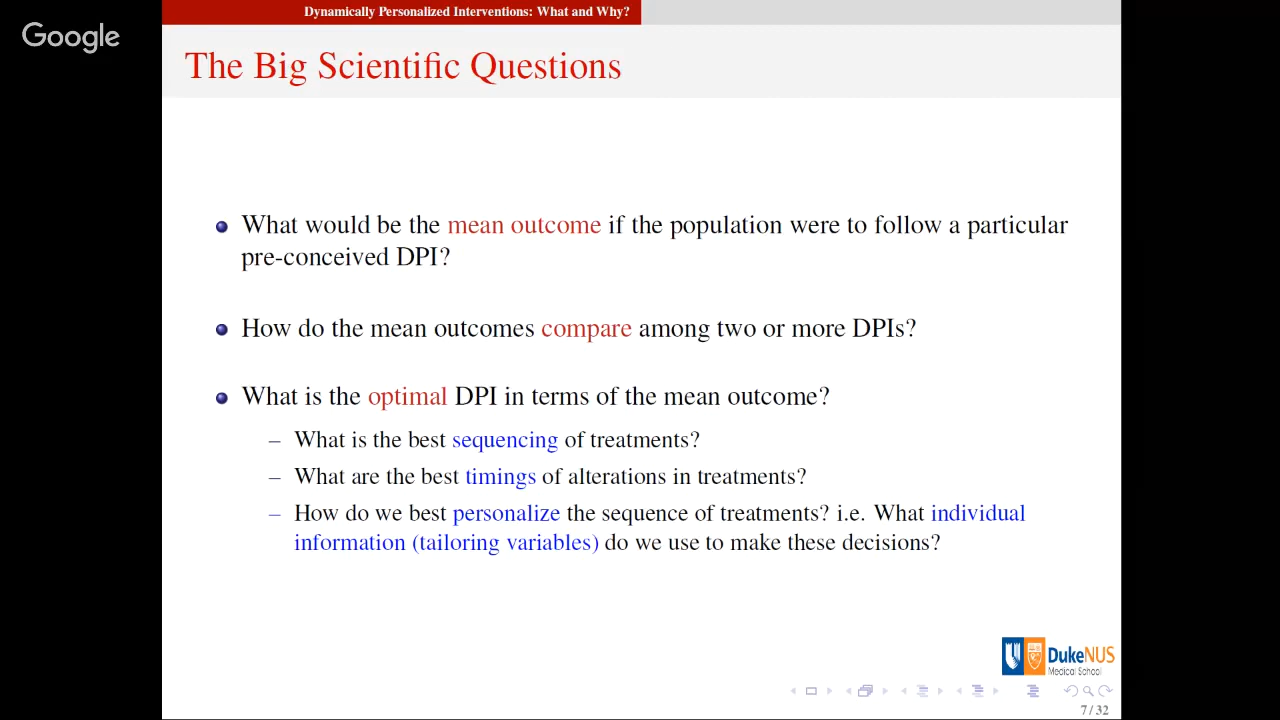 Dynamically Personalized Interventions: What and Why?
Google
The Big Scientific Questions
What would be the mean outcome if the population were to follow a particular
pre-conceived DPI?
How do the mean outcomes compare among two or more DPIs?
What is the optimal DPI in terms of the mean outcome?
– What is the best sequencing of treatments?
– What are the best timings of alterations in treatments?
– How do we best personalize the sequence of treatments? i.e. What individual
information (tailoring variables) do we use to make these decisions?
DukeNUS
Medical School
7 / 32